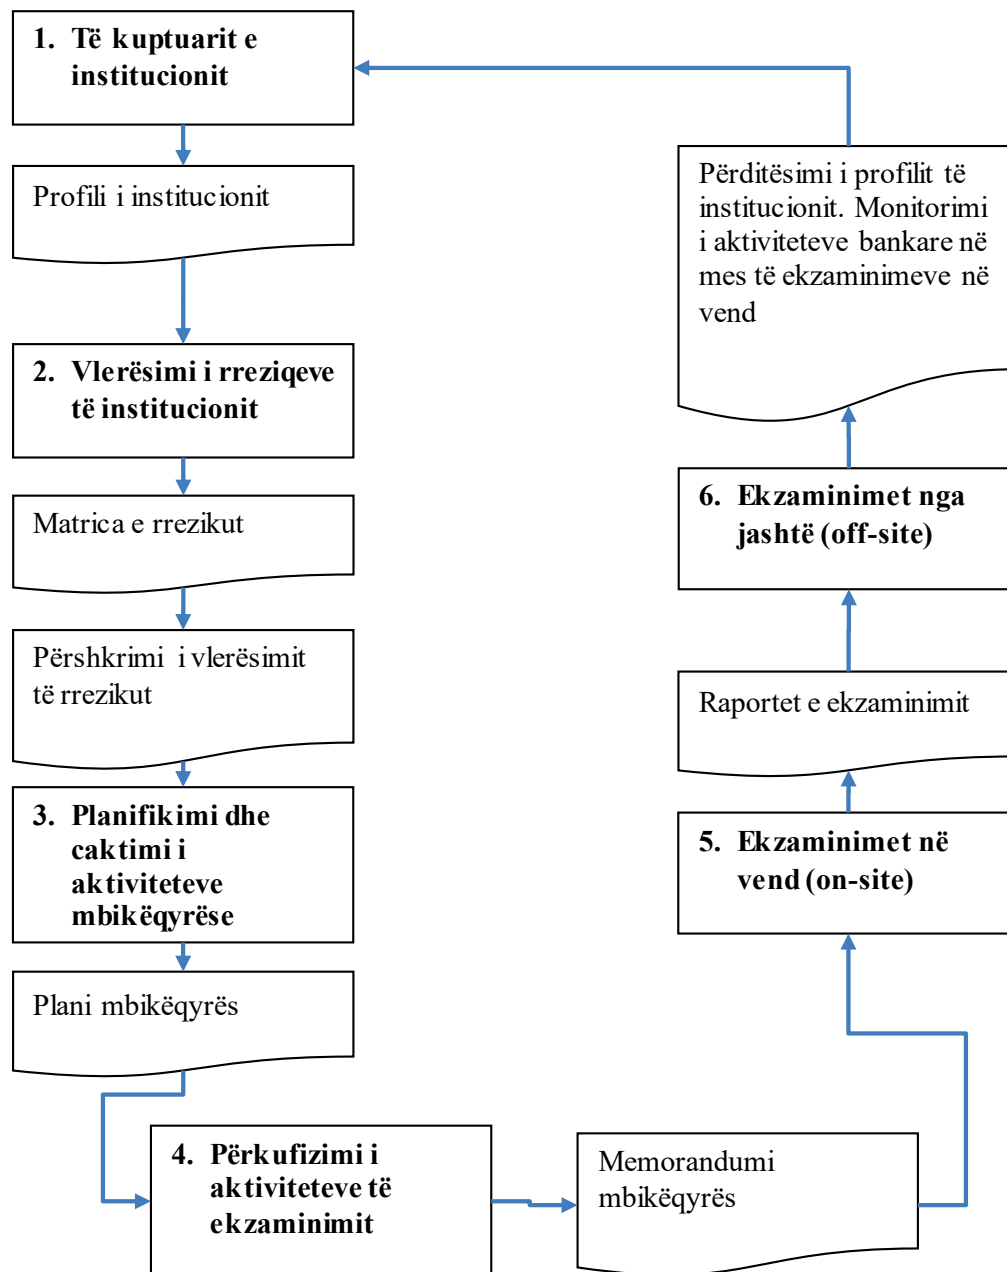 1. Të kuptuarit e
institucionit
Profili i institucionit
2. Vlerësimi i rreziqeve
të institucionit
Matrica e rrezikut
Përshkrimi i vlerësimit
të rrezikut
3. Planifikimi dhe
caktimi i
aktiviteteve
mbikëqyrëse
Plani mbikëqyrës
4. Përkufizimi i
aktiviteteve të
ekzaminimit
Memorandumi
mbikëqyrës
5. Ekzaminimet në
vend (on-site)
Raportet e ekzaminimit
6. Ekzaminimet nga
jashtë (off-site)
Përditësimi i profilit të
institucionit. Monitorimi
i aktiviteteve bankare në
mes të ekzaminimeve në
vend